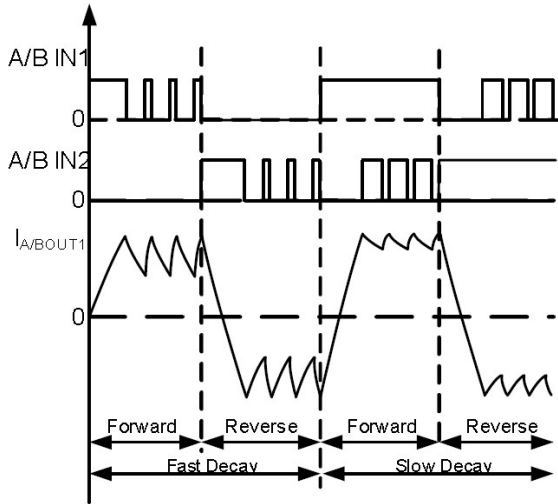 A/B IN1
0
A/B IN2
0
IA/BOUT1
0
Forward Reverse Forward Reverse
Fast Decay Slow Decay